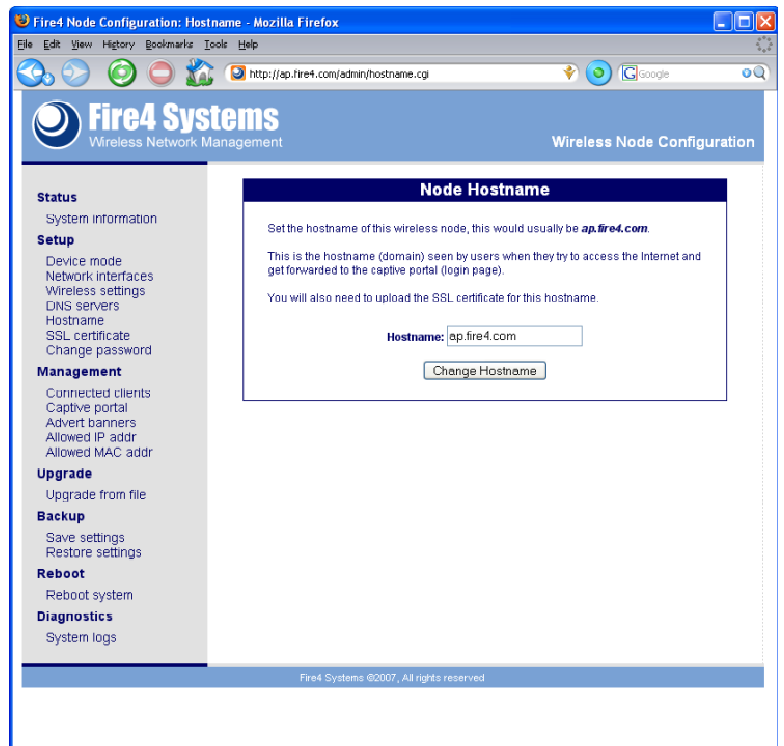 Fire4 Node Configuration: Hostname - Mozilla Firefox
File Edit View History Bookmarks Tools Help
http://ap.fire4.com/admin/hostname.cgi
Google
Fire4 Systems
Wireless Network Management
Wireless Node Configuration
Status
System information
Setup
Device mode
Network interfaces
Wireless settings
DNS servers
Hostname
SSL certificate
Change password
Management
Connected clients
Captive portal
Advert banners
Allowed IP addr
Allowed MAC addr
Upgrade
Upgrade from file
Backup
Save settings
Restore settings
Reboot
Reboot system
Diagnostics
System logs
Node Hostname
Set the hostname of this wireless node, this would usually be ap.fire4.com.
This is the hostname (domain) seen by users when they try to access the Internet and
get forwarded to the captive portal (login page).
You will also need to upload the SSL certificate for this hostname.
Hostname: ap.fire4.com
Change Hostname
Fire4 Systems ©2007, All rights reserved